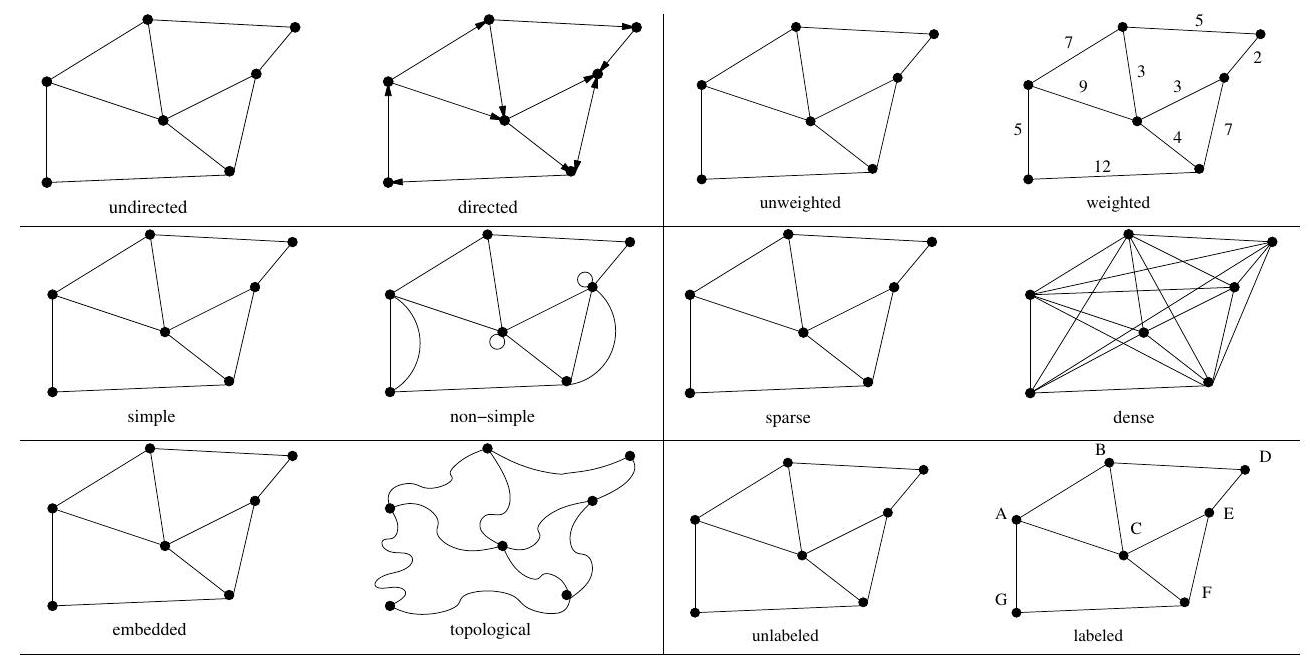 undirected
directed
7
5
9
3
3
2
5
4
7
12
unweighted
weighted
simple
non−simple
sparse
dense
embedded
topological
B
D
A
C
E
G
F
unlabeled
labeled